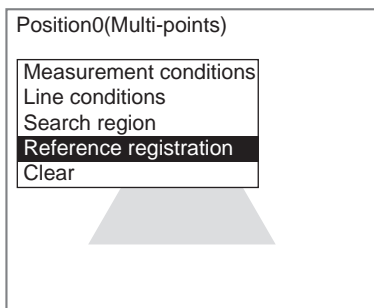 Position0(Multi-points)
Measurement conditions
Line conditions
Search region
Reference registration
Clear